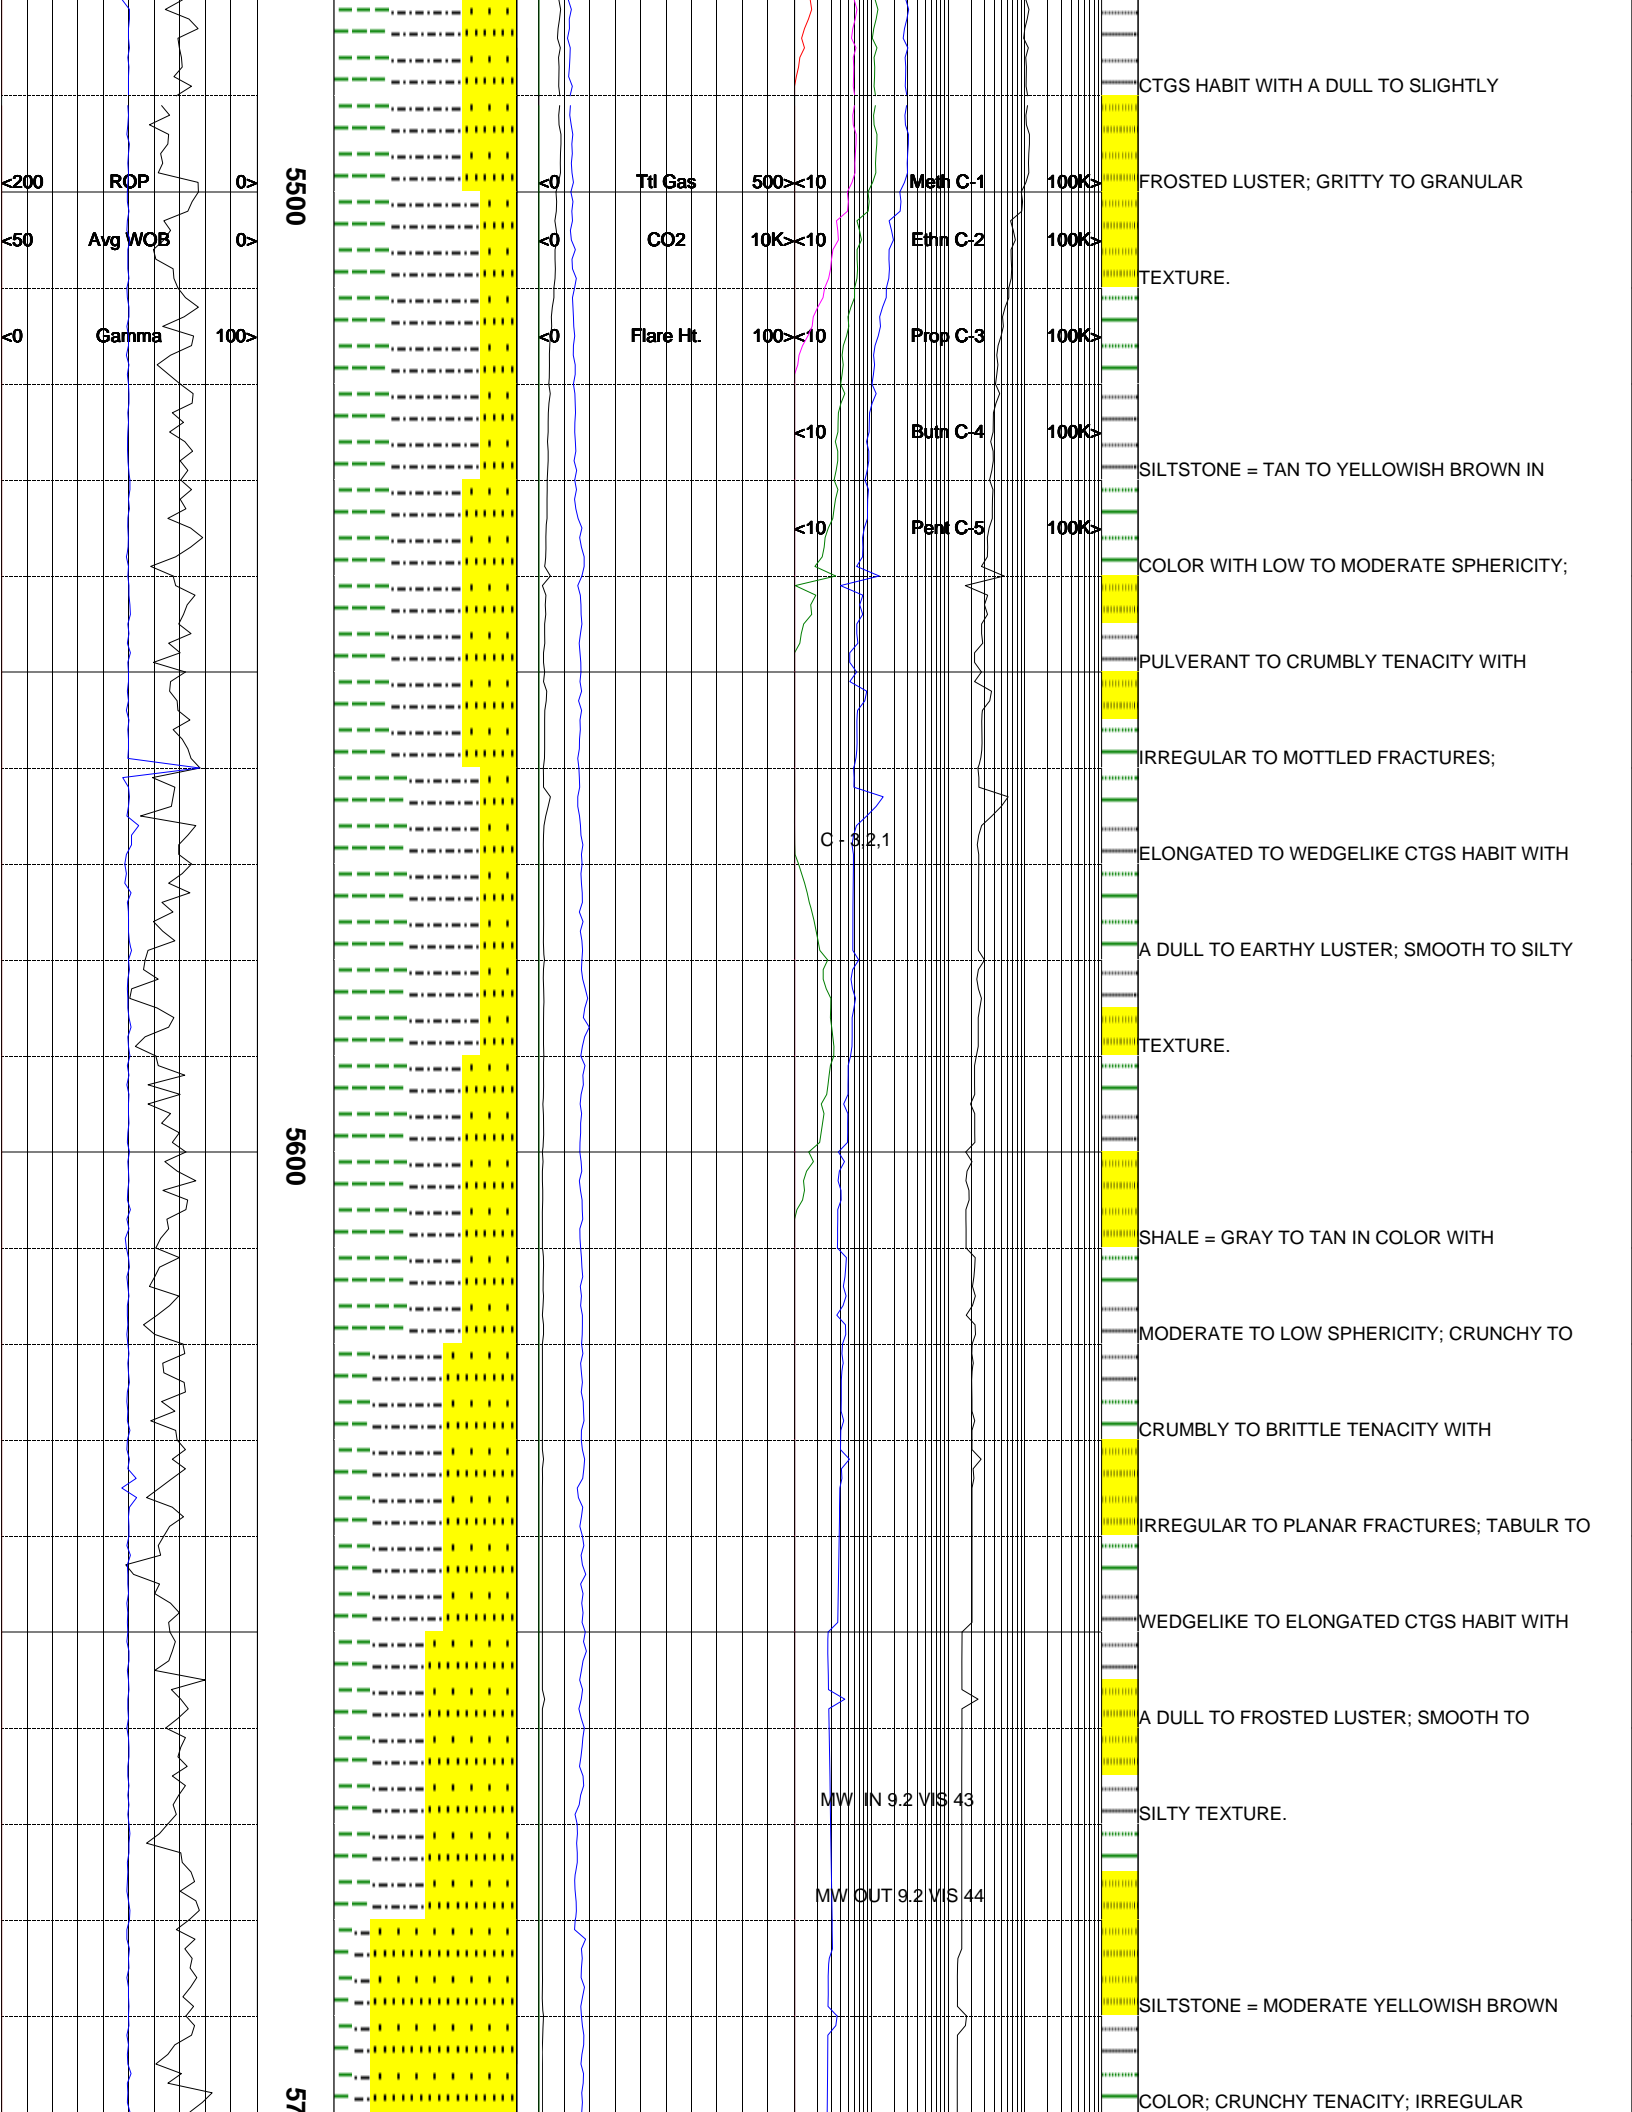 CTGS HABIT WITH A DULL TO SLIGHTLY
<200 ROP 0>
5500
<0 Ttl Gas 500>
<10 Meth C-1 100K>
FROSTED LUSTER; GRITTY TO GRANULAR
<50 Avg WOB 0>
<0 CO2 10K>
<10 Ethn C-2 100K>
TEXTURE.
<0 Gamma 100>
<0 Flare Ht. 100>
<10 Prop C-3 100K>
<10 Butn C-4 100K>
SILTSTONE = TAN TO YELLOWISH BROWN IN
<10 Pent C-5 100K>
COLOR WITH LOW TO MODERATE SPHERICITY;
PULVERANT TO CRUMBLY TENACITY WITH
IRREGULAR TO MOTTLED FRACTURES;
C - 3,2,1
ELONGATED TO WEDGELIKE CTGS HABIT WITH
A DULL TO EARTHY LUSTER; SMOOTH TO SILTY
TEXTURE.
5600
SHALE = GRAY TO TAN IN COLOR WITH
MODERATE TO LOW SPHERICITY; CRUNCHY TO
CRUMBLY TO BRITTLE TENACITY WITH
IRREGULAR TO PLANAR FRACTURES; TABULR TO
WEDGELIKE TO ELONGATED CTGS HABIT WITH
A DULL TO FROSTED LUSTER; SMOOTH TO
MW IN 9.2 VIS 43
SILTY TEXTURE.
MW OUT 9.2 VIS 44
SILTSTONE = MODERATE YELLOWISH BROWN
57
COLOR; CRUNCHY TENACITY; IRREGULAR